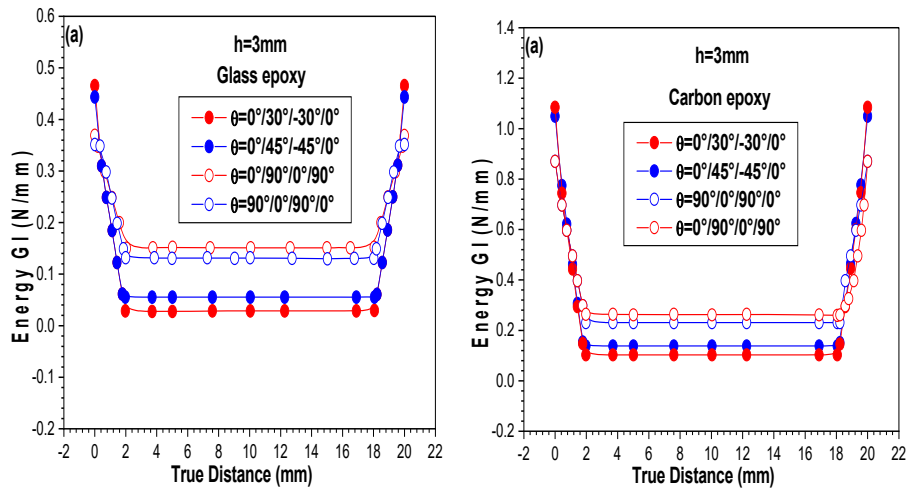 (a)
h=3mm
Glass epoxy
θ=0°/30°/-30°/0°
θ=0°/45°/-45°/0°
θ=0°/90°/0°/90°
θ=90°/0°/90°/0°
Energy GI (N/mm)
0.6
0.5
0.4
0.3
0.2
0.1
0.0
-0.1
-0.2
-2 0 2 4 6 8 10 12 14 16 18 20 22
True Distance (mm)
(a)
h=3mm
Carbon epoxy
θ=0°/30°/-30°/0°
θ=0°/45°/-45°/0°
θ=90°/0°/90°/0°
θ=0°/90°/0°/90°
Energy GI (N/mm)
1.4
1.2
1.0
0.8
0.6
0.4
0.2
0.0
-0.2
-2 0 2 4 6 8 10 12 14 16 18 20 22
True Distance (mm)